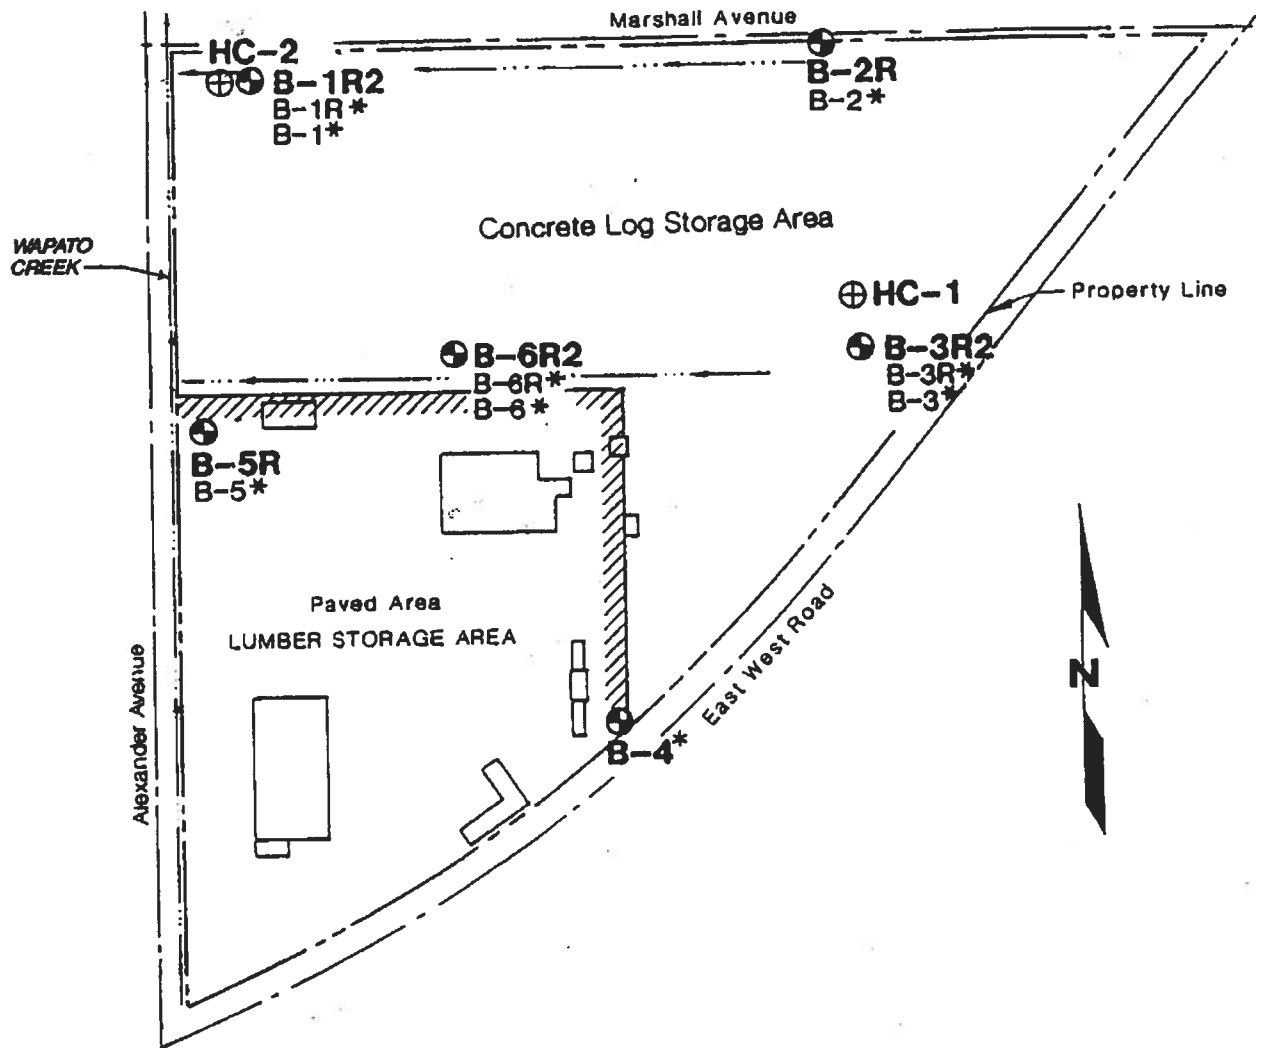 Marshall Avenue
HC-2
B-1R2
B-1R*
B-1*
B-2R
B-2*
Concrete Log Storage Area
WAPATO
CREEK
HC-1
Property Line
B-6R2
B-6R*
B-6*
B-3R2
B-3R*
B-3*
B-5R
B-5*
Paved Area
LUMBER STORAGE AREA
Alexander Avenue
East West Road
B-4*
N